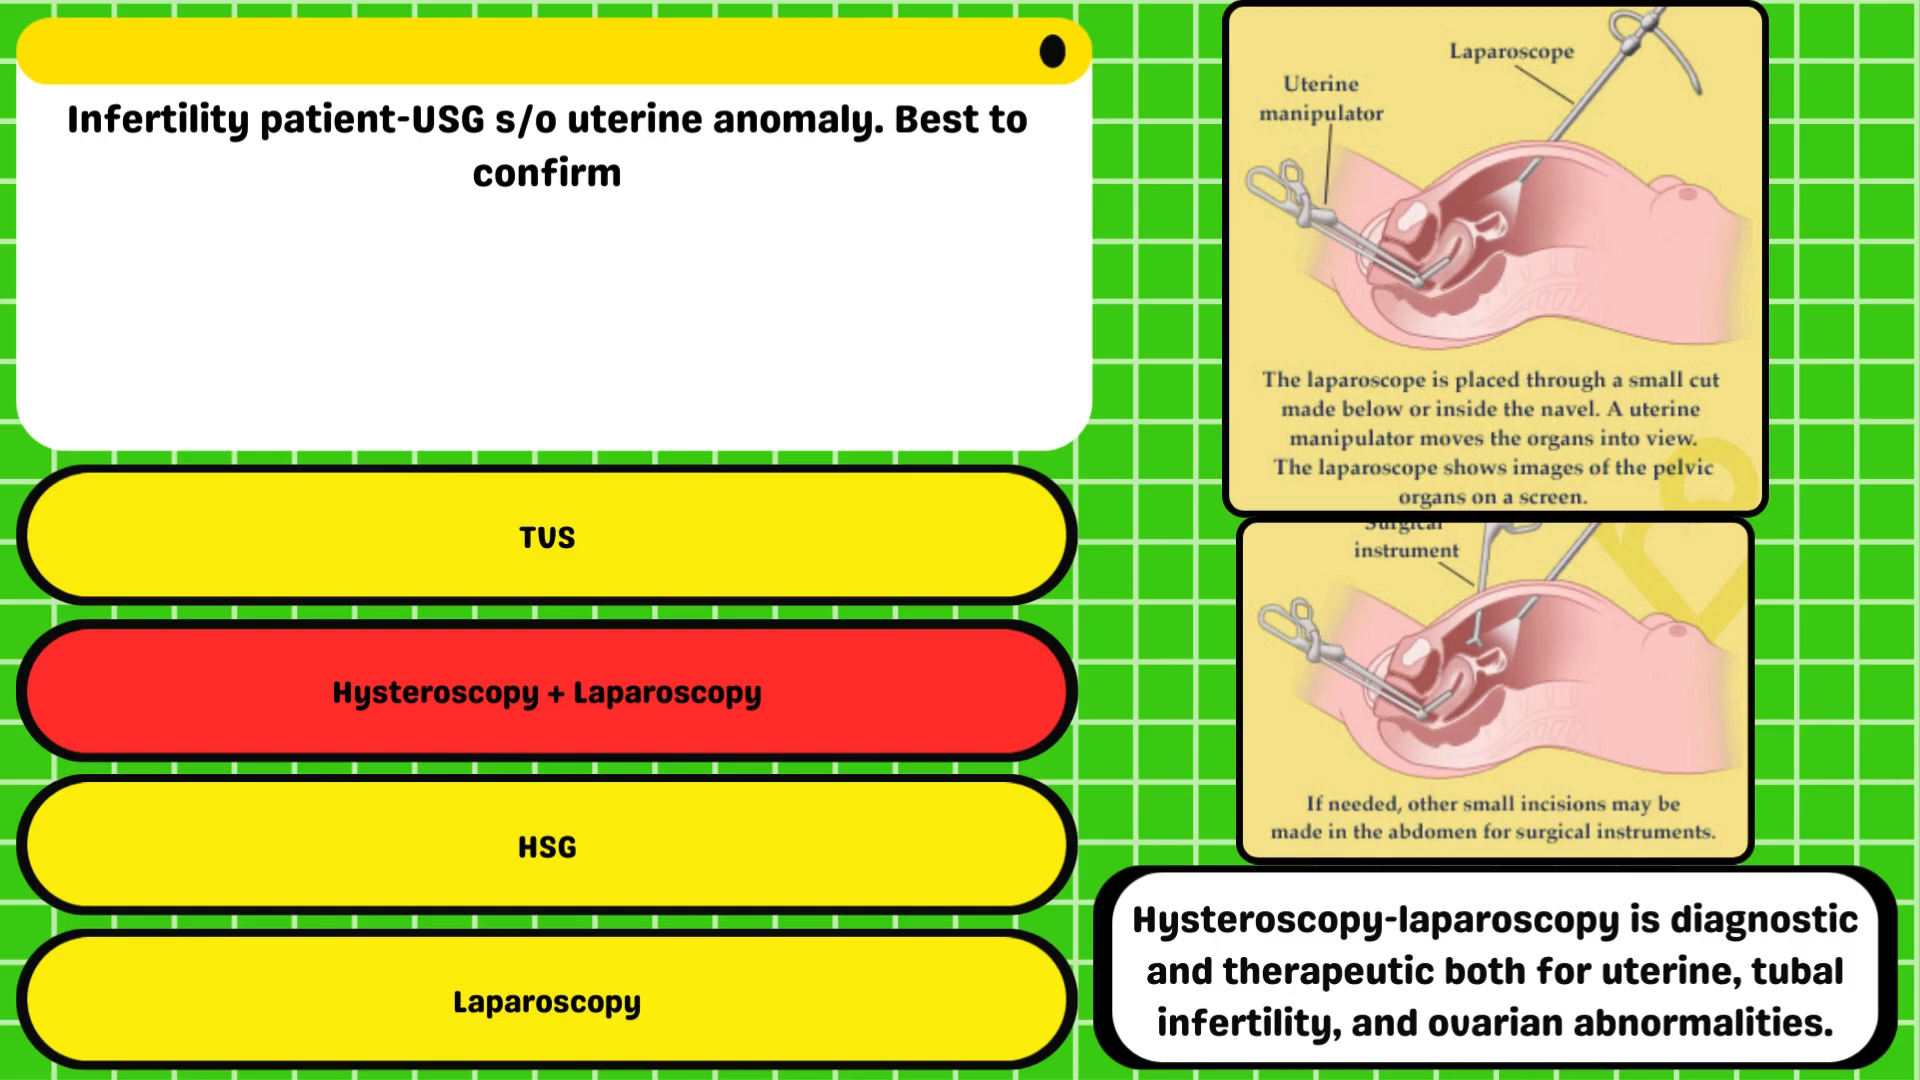 Infertility patient-USG s/o uterine anomaly. Best to
confirm
TVS
Hysteroscopy + Laparoscopy
HSG
Laparoscopy
Laparoscope
Uterine
manipulator
The laparoscope is placed through a small cut
made below or inside the navel. A uterine
manipulator moves the organs into view.
The laparoscope shows images of the pelvic
organs on a screen.
Surgical
instrument
If needed, other small incisions may be
made in the abdomen for surgical instruments.
Hysteroscopy-laparoscopy is diagnostic
and therapeutic both for uterine, tubal
infertility, and ovarian abnormalities.